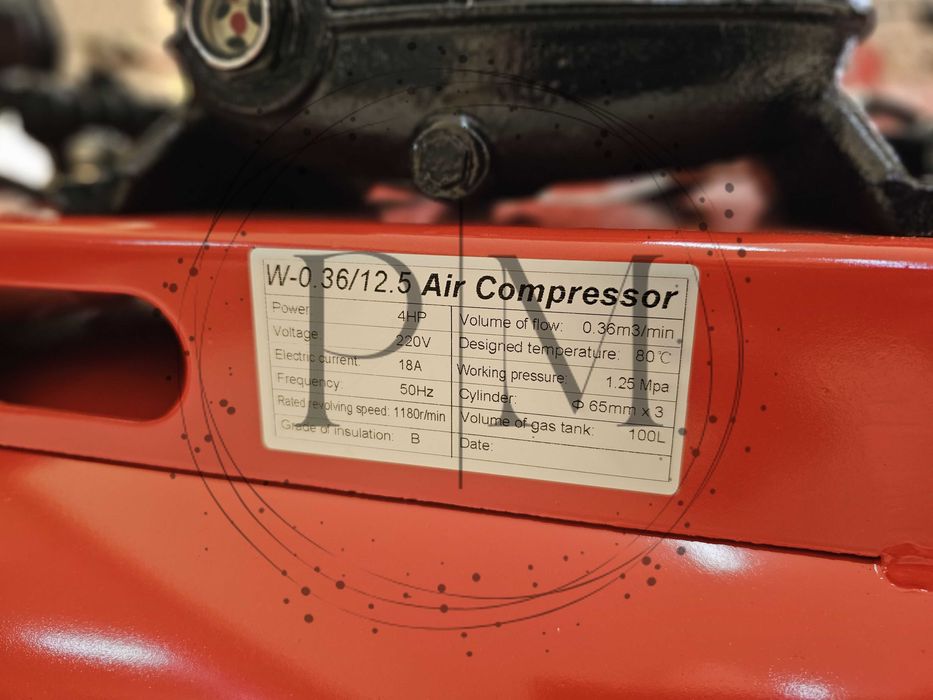 W-0.36/12.5 Air Compressor
Power: 4HP
Voltage: 220V
Electric current: 18A
Frequency: 50Hz
Rated revolving speed: 1180r/min
Grade of insulation: B
Volume of flow: 0.36m3/min
Designed temperature: 80℃
Working pressure: 1.25 Mpa
Cylinder: Φ 65mm x 3
Volume of gas tank: 100L
Date:
P M